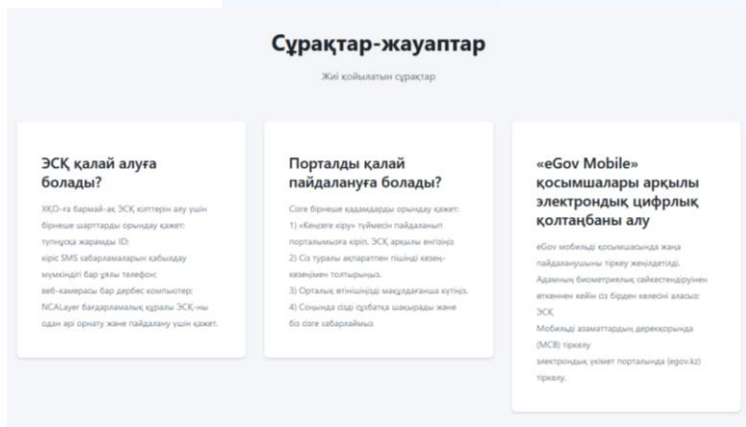 Сұрақтар-жауаптар
Жиі қойылатын сұрақтар
ЭСҚ қалай алуға
болады?
ХҚО-ға бармай-ақ ЭСҚ кілттерін алу үшін
бірнеше шарттарды орындау қажет:
түпнұсқа жарамды ID:
кіріс SMS хабарламаларын қабылдау
мүмкіндігі бар ұялы телефон:
веб-камерасы бар дербес компьютер;
NCALayer бағдарламалық құралы ЭСҚ-ны
одан әрі орнату және пайдалану үшін қажет.
Порталды қалай
пайдалануға болады?
Сізге бірнеше қадамдарды орындау қажет:
1) «Кеңсеге кіру» түймесін пайдаланып
порталымызға кіріп, ЭСҚ арқылы енгізіңіз
2) Сіз туралы ақпаратпен пішінді кезең-
кезеңімен толтырыңыз.
3) Орталық өтінішіңізді мақұлдағанша күтіңіз.
4) Соңында сізді сұхбатқа шақырады және
біз сізге хабарлаймыз
«eGov Mobile»
қосымшалары арқылы
электрондық цифрлық
қолтаңбаны алу
eGov мобильді қосымшасында жаңа
пайдаланушыны тіркеу жеңілдетілді.
Адамның биометриялық сәйкестендіруінен
өткеннен кейін сіз бірден келесіні аласыз:
ЭСҚ
Мобильді азаматтардың дерекқорында
(МСВ) тіркелу
электрондық үкімет порталында (egov.kz)
тіркелу.